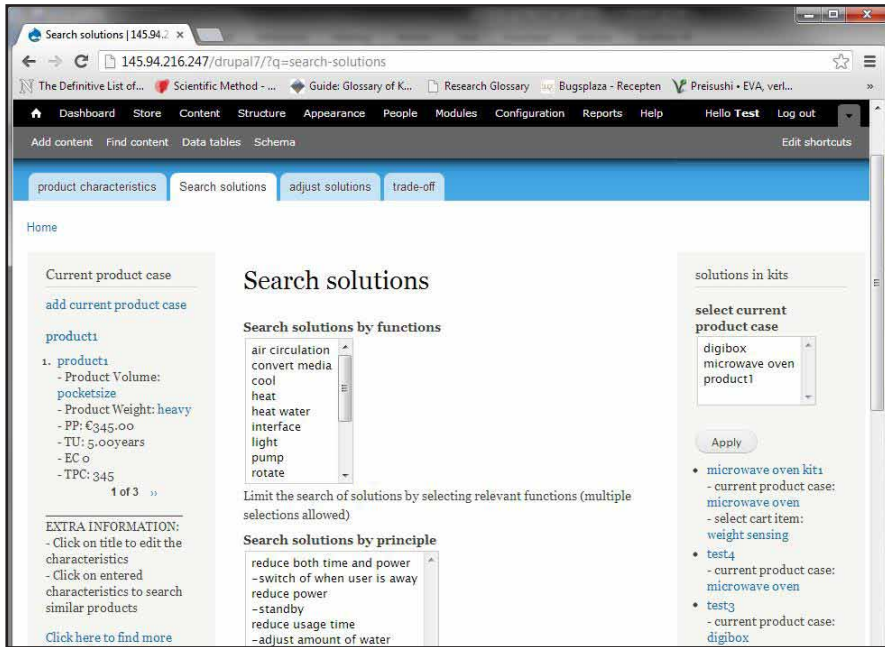 Search solutions | 145.94.2
145.94.216.247/drupal7/?q=search-solutions
The Definitive List of... Scientific Method - ... Guide: Glossary of K... Research Glossary Bugsplaza - Recepten Preisushi • EVA, verl... »
Dashboard Store Content Structure Appearance People Modules Configuration Reports Help Hello Test Log out
Add content Find content Data tables Schema Edit shortcuts
product characteristics Search solutions adjust solutions trade-off
Home
Current product case
add current product case
product1
1. product1
- Product Volume:
pocketsize
- Product Weight: heavy
- PP: €345.00
- TU: 5.00years
- EC 0
- TPC: 345
1 of 3 ››
EXTRA INFORMATION:
- Click on title to edit the
characteristics
- Click on entered
characteristics to search
similar products
Click here to find more
Search solutions
Search solutions by functions
air circulation
convert media
cool
heat
heat water
interface
light
pump
rotate
Limit the search of solutions by selecting relevant functions (multiple
selections allowed)
Search solutions by principle
reduce both time and power
-switch of when user is away
reduce power
-standby
reduce usage time
-adjust amount of water
solutions in kits
select current
product case
digibox
microwave oven
product1
Apply
• microwave oven kit1
- current product case:
microwave oven
- select cart item:
weight sensing
• test4
- current product case:
microwave oven
• test3
- current product case:
digibox